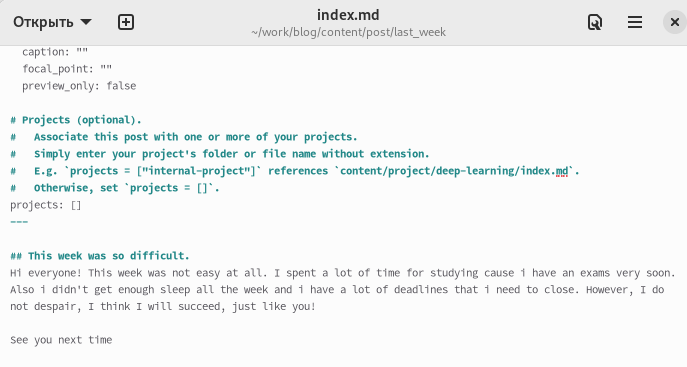 Открыть
index.md
~/work/blog/content/post/last_week
caption: ""
focal_point: ""
preview_only: false
# Projects (optional).
#   Associate this post with one or more of your projects.
#   Simply enter your project's folder or file name without extension.
#   E.g. `projects = ["internal-project"]` references `content/project/deep-learning/index.md`.
#   Otherwise, set `projects = []`.
projects: []
---
## This week was so difficult.
Hi everyone! This week was not easy at all. I spent a lot of time for studying cause i have an exams very soon.
Also i didn't get enough sleep all the week and i have a lot of deadlines that i need to close. However, I do
not despair, I think I will succeed, just like you!
See you next time